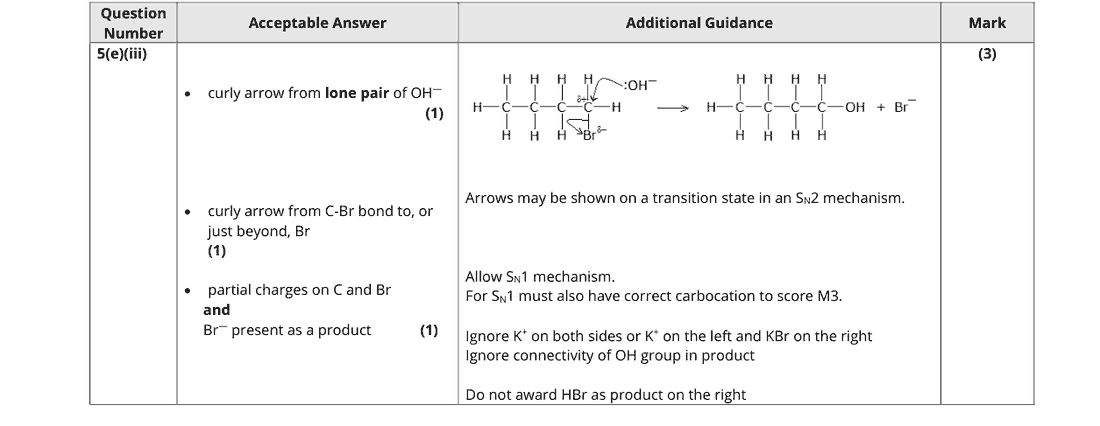 Question Number
Acceptable Answer
Additional Guidance
Mark
5(e)(iii)
• curly arrow from lone pair of OH⁻
(1)
• curly arrow from C-Br bond to, or
just beyond, Br
(1)
• partial charges on C and Br
and
Br⁻ present as a product (1)
H H H H :OH⁻ H H H H
H—C—C—C—C—H H—C—C—C—C—OH + Br⁻
δ+
H H H Br δ− H H H H
Arrows may be shown on a transition state in an SN2 mechanism.
Allow SN1 mechanism.
For SN1 must also have correct carbocation to score M3.
Ignore K⁺ on both sides or K⁺ on the left and KBr on the right
Ignore connectivity of OH group in product
Do not award HBr as product on the right
(3)